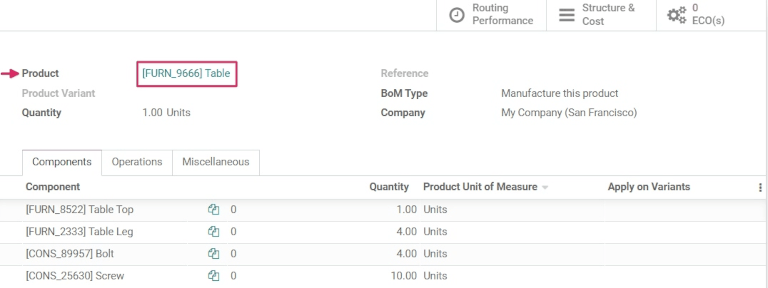 Routing Performance
Structure & Cost
0 ECO(s)
Product [FURN_9666] Table Reference
Product Variant BoM Type Manufacture this product
Quantity 1.00 Units Company My Company (San Francisco)
Components Operations Miscellaneous
Component Quantity Product Unit of Measure Apply on Variants
[FURN_8522] Table Top 0 1.00 Units
[FURN_2333] Table Leg 0 4.00 Units
[CONS_89957] Bolt 0 4.00 Units
[CONS_25630] Screw 0 10.00 Units